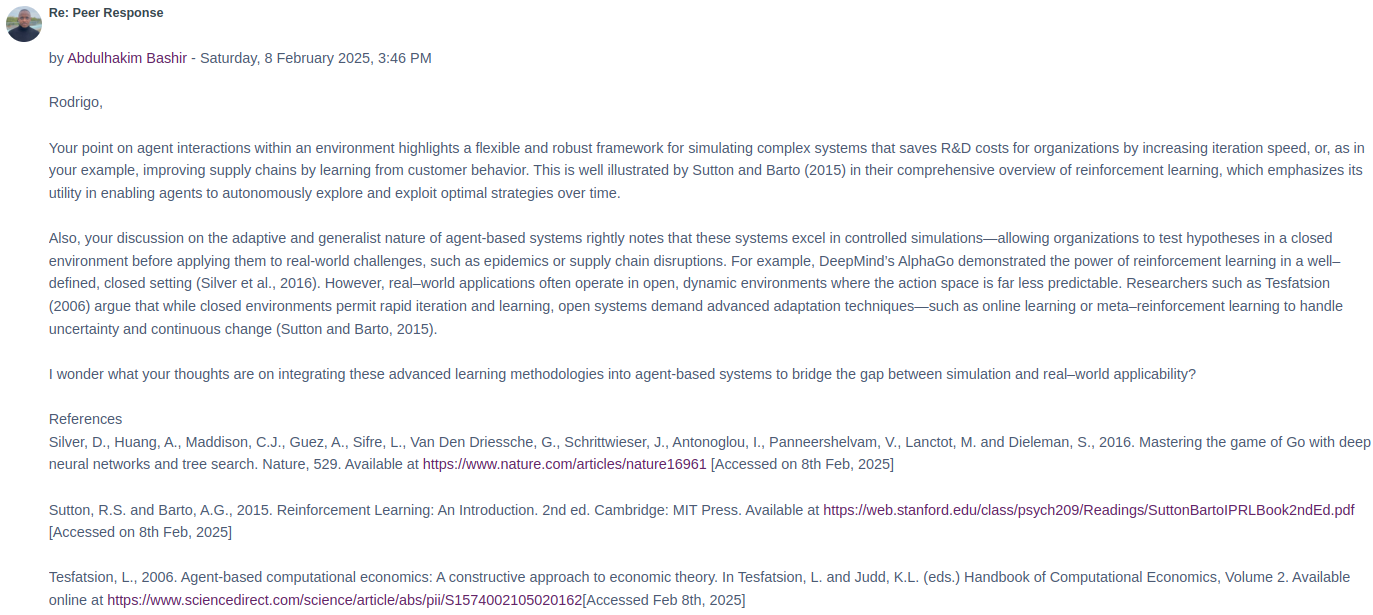 Re: Peer Response
by Abdulhakim Bashir - Saturday, 8 February 2025, 3:46 PM
Rodrigo,
Your point on agent interactions within an environment highlights a flexible and robust framework for simulating complex systems that saves R&D costs for organizations by increasing iteration speed, or, as in
your example, improving supply chains by learning from customer behavior. This is well illustrated by Sutton and Barto (2015) in their comprehensive overview of reinforcement learning, which emphasizes its
utility in enabling agents to autonomously explore and exploit optimal strategies over time.
Also, your discussion on the adaptive and generalist nature of agent-based systems rightly notes that these systems excel in controlled simulations—allowing organizations to test hypotheses in a closed
environment before applying them to real-world challenges, such as epidemics or supply chain disruptions. For example, DeepMind's AlphaGo demonstrated the power of reinforcement learning in a well–
defined, closed setting (Silver et al., 2016). However, real–world applications often operate in open, dynamic environments where the action space is far less predictable. Researchers such as Tesfatsion
(2006) argue that while closed environments permit rapid iteration and learning, open systems demand advanced adaptation techniques—such as online learning or meta–reinforcement learning to handle
uncertainty and continuous change (Sutton and Barto, 2015).
I wonder what your thoughts are on integrating these advanced learning methodologies into agent-based systems to bridge the gap between simulation and real–world applicability?
References
Silver, D., Huang, A., Maddison, C.J., Guez, A., Sifre, L., Van Den Driessche, G., Schrittwieser, J., Antonoglou, I., Panneershelvam, V., Lanctot, M. and Dieleman, S., 2016. Mastering the game of Go with deep
neural networks and tree search. Nature, 529. Available at https://www.nature.com/articles/nature16961 [Accessed on 8th Feb, 2025]
Sutton, R.S. and Barto, A.G., 2015. Reinforcement Learning: An Introduction. 2nd ed. Cambridge: MIT Press. Available at https://web.stanford.edu/class/psych209/Readings/SuttonBartoIPRLBook2ndEd.pdf
[Accessed on 8th Feb, 2025]
Tesfatsion, L., 2006. Agent-based computational economics: A constructive approach to economic theory. In Tesfatsion, L. and Judd, K.L. (eds.) Handbook of Computational Economics, Volume 2. Available
online at https://www.sciencedirect.com/science/article/abs/pii/S1574002105020162[Accessed Feb 8th, 2025]